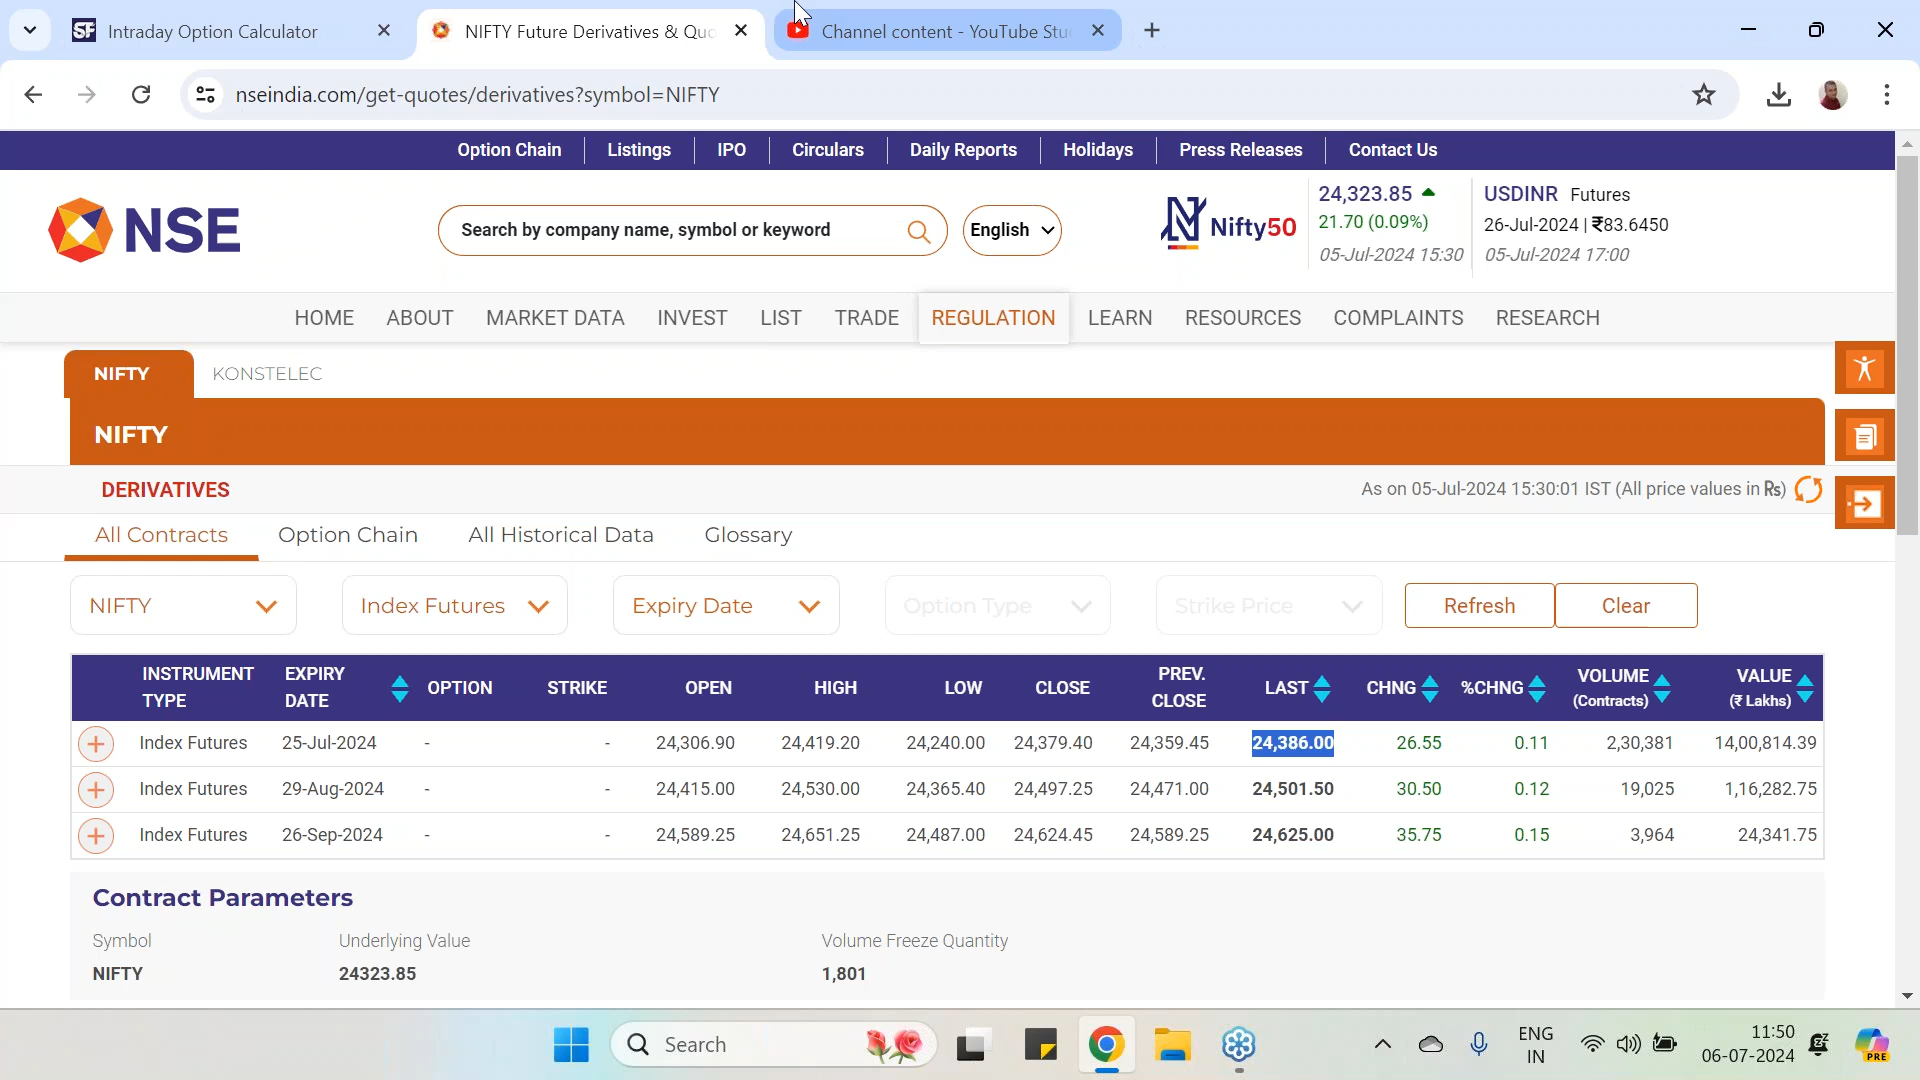 SF Intraday Option Calculator
NIFTY Future Derivatives & Quo
Channel content - YouTube Stu
nseindia.com/get-quotes/derivatives?symbol=NIFTY
Option Chain Listings IPO Circulars Daily Reports Holidays Press Releases Contact Us
NSE
Search by company name, symbol or keyword
English
Nifty50
24,323.85
21.70 (0.09%)
05-Jul-2024 15:30
USDINR Futures
26-Jul-2024 | ₹83.6450
05-Jul-2024 17:00
HOME ABOUT MARKET DATA INVEST LIST TRADE REGULATION LEARN RESOURCES COMPLAINTS RESEARCH
NIFTY KONSTELEC
NIFTY
DERIVATIVES
As on 05-Jul-2024 15:30:01 IST (All price values in ₨)
All Contracts Option Chain All Historical Data Glossary
NIFTY Index Futures Expiry Date Option Type Strike Price Refresh Clear
INSTRUMENT TYPE EXPIRY DATE OPTION STRIKE OPEN HIGH LOW CLOSE PREV. CLOSE LAST CHNG %CHNG VOLUME (Contracts) VALUE (₹ Lakhs)
Index Futures 25-Jul-2024 - - 24,306.90 24,419.20 24,240.00 24,379.40 24,359.45 24,386.00 26.55 0.11 2,30,381 14,00,814.39
Index Futures 29-Aug-2024 - - 24,415.00 24,530.00 24,365.40 24,497.25 24,471.00 24,501.50 30.50 0.12 19,025 1,16,282.75
Index Futures 26-Sep-2024 - - 24,589.25 24,651.25 24,487.00 24,624.45 24,589.25 24,625.00 35.75 0.15 3,964 24,341.75
Contract Parameters
Symbol Underlying Value Volume Freeze Quantity
NIFTY 24323.85 1,801
Search
ENG
IN
11:50
06-07-2024
PRE